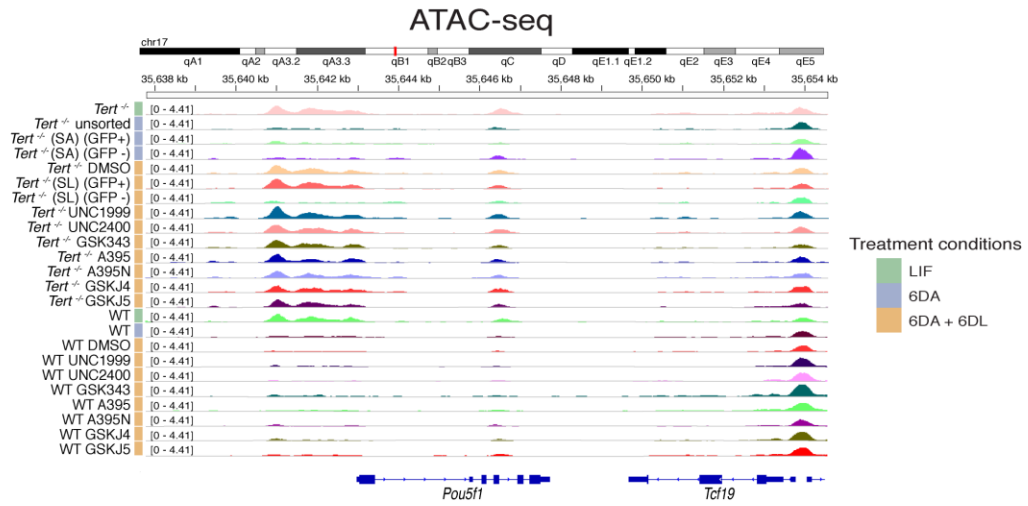 ATAC-seq
chr17
qA1 qA2 qA3.2 qA3.3 qB1 qB2qB3 qC qD qE1.1 qE1.2 qE2 qE3 qE4 qE5
35,638 kb 35,640 kb 35,642 kb 35,644 kb 35,646 kb 35,648 kb 35,650 kb 35,652 kb 35,654 kb
Tert -/- [0 - 4.41]
Tert -/- unsorted [0 - 4.41]
Tert -/- (SA) (GFP+) [0 - 4.41]
Tert -/- (SA) (GFP -) [0 - 4.41]
Tert -/- DMSO [0 - 4.41]
Tert -/- (SL) (GFP+) [0 - 4.41]
Tert -/- (SL) (GFP -) [0 - 4.41]
Tert -/- UNC1999 [0 - 4.41]
Tert -/- UNC2400 [0 - 4.41]
Tert -/- GSK343 [0 - 4.41]
Tert -/- A395 [0 - 4.41]
Tert -/- A395N [0 - 4.41]
Tert -/- GSKJ4 [0 - 4.41]
Tert -/- GSKJ5 [0 - 4.41]
WT [0 - 4.41]
WT [0 - 4.41]
WT DMSO [0 - 4.41]
WT UNC1999 [0 - 4.41]
WT UNC2400 [0 - 4.41]
WT GSK343 [0 - 4.41]
WT A395 [0 - 4.41]
WT A395N [0 - 4.41]
WT GSKJ4 [0 - 4.41]
WT GSKJ5 [0 - 4.41]
Pou5f1 Tcf19
Treatment conditions
LIF
6DA
6DA + 6DL